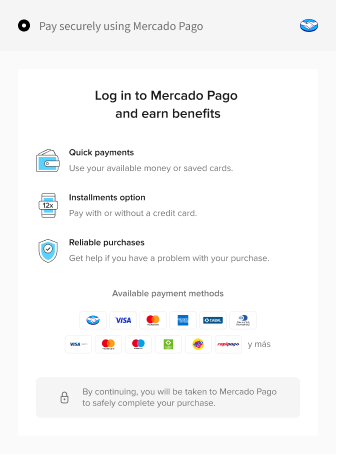 Pay securely using Mercado Pago
Log in to Mercado Pago
and earn benefits
Quick payments
Use your available money or saved cards.
12x
Installments option
Pay with or without a credit card.
Reliable purchases
Get help if you have a problem with your purchase.
Available payment methods
VISA
CABAL
VISA
rapipago
y más
By continuing, you will be taken to Mercado Pago
to safely complete your purchase.